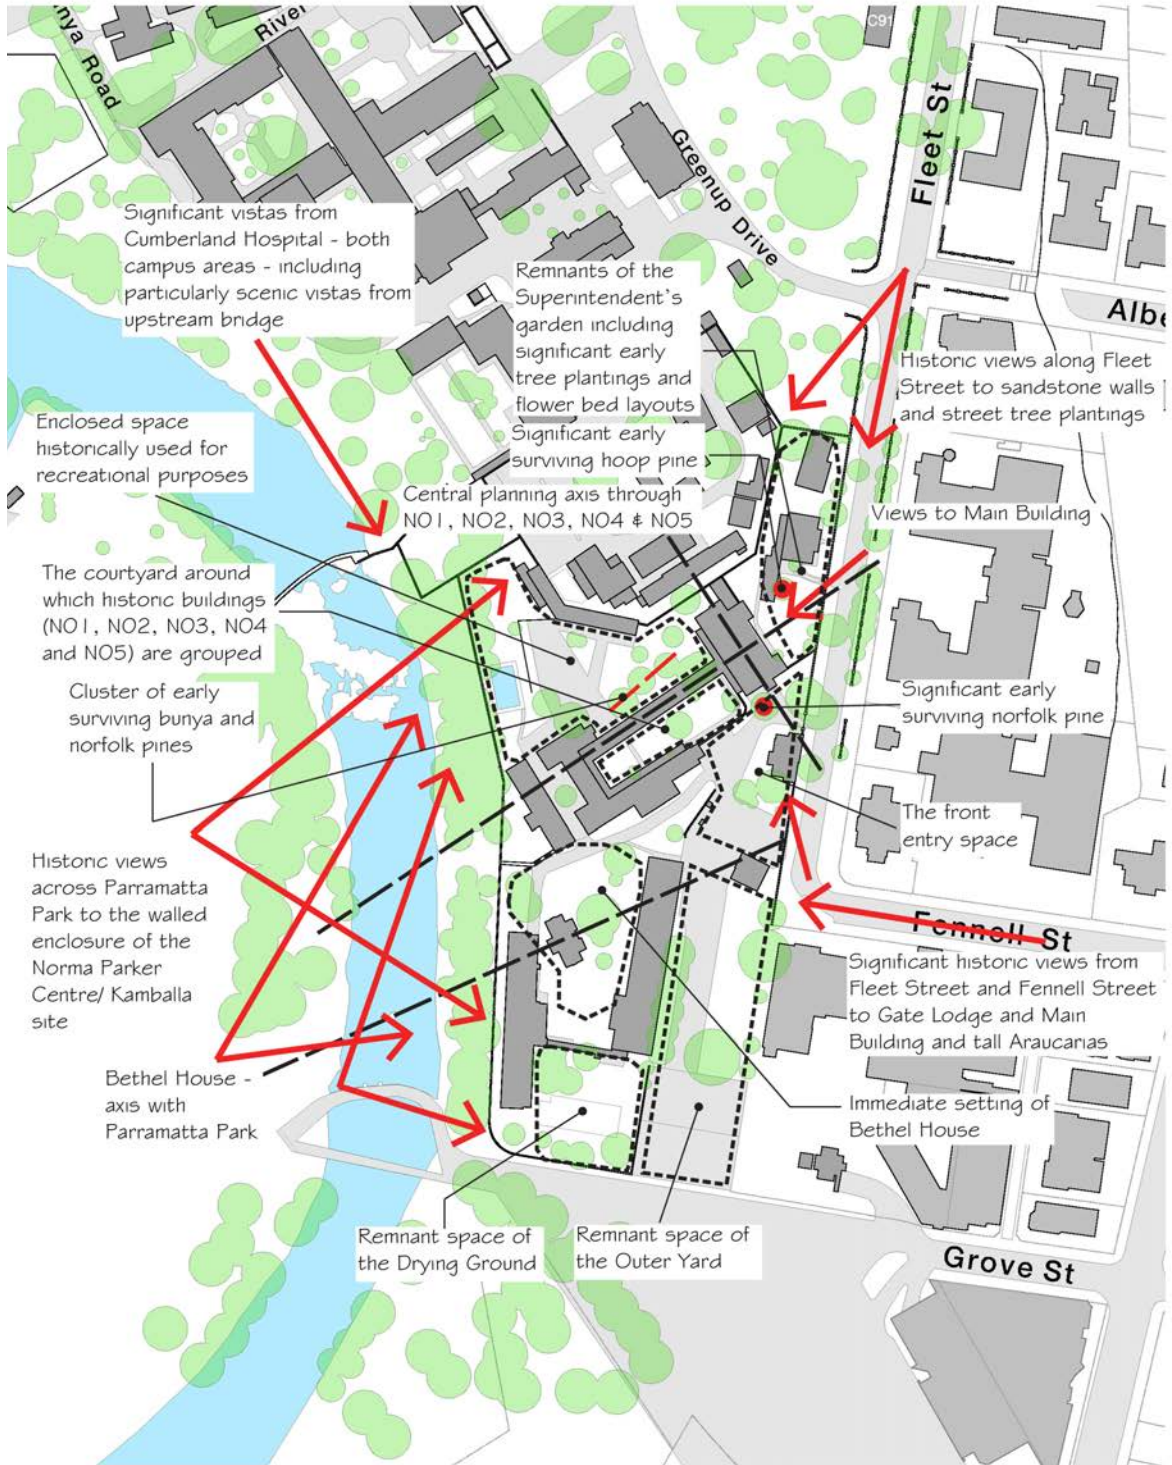 C91
unya Road
River
Fleet St
Greenup Drive
Significant vistas from
Cumberland Hospital - both
campus areas - including
particularly scenic vistas from
upstream bridge
Remnants of the
Superintendent's
garden including
significant early
tree plantings and
flower bed layouts
Albe
Historic views along Fleet
Street to sandstone walls
and street tree plantings
Enclosed space
historically used for
recreational purposes
Significant early
surviving hoop pine
Central planning axis through
NO1, NO2, NO3, NO4 & NO5
Views to Main Building
The courtyard around
which historic buildings
(NO1, NO2, NO3, NO4
and NO5) are grouped
Cluster of early
surviving bunya and
norfolk pines
Significant early
surviving norfolk pine
The front
entry space
Historic views
across Parramatta
Park to the walled
enclosure of the
Norma Parker
Centre/ Kamballa
site
Fennell St
Significant historic views from
Fleet Street and Fennell Street
to Gate Lodge and Main
Building and tall Araucarias
Bethel House -
axis with
Parramatta Park
Immediate setting of
Bethel House
Remnant space of
the Drying Ground
Remnant space of
the Outer Yard
Grove St